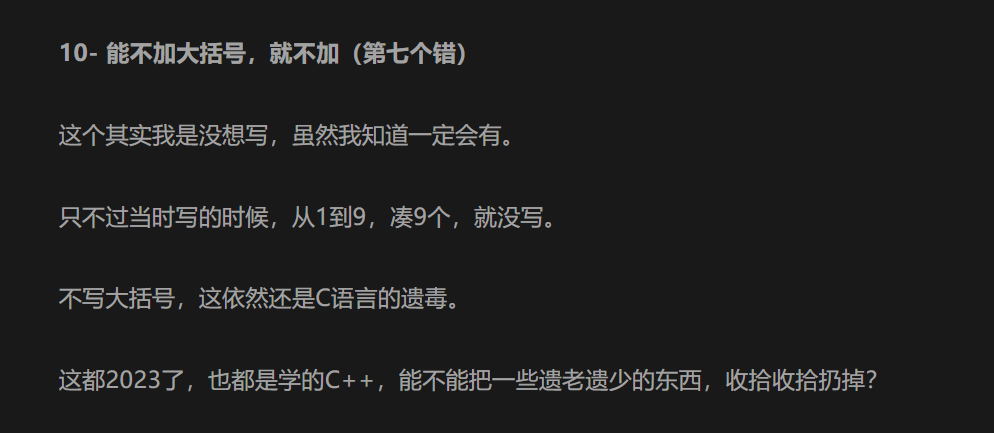 10- 能不加大括号，就不加（第七个错）
这个其实我是没想写，虽然我知道一定会有。
只不过当时写的时候，从1到9，凑9个，就没写。
不写大括号，这依然还是C语言的遗毒。
这都2023了，也都是学的C++，能不能把一些遗老遗少的东西，收拾收拾扔掉？